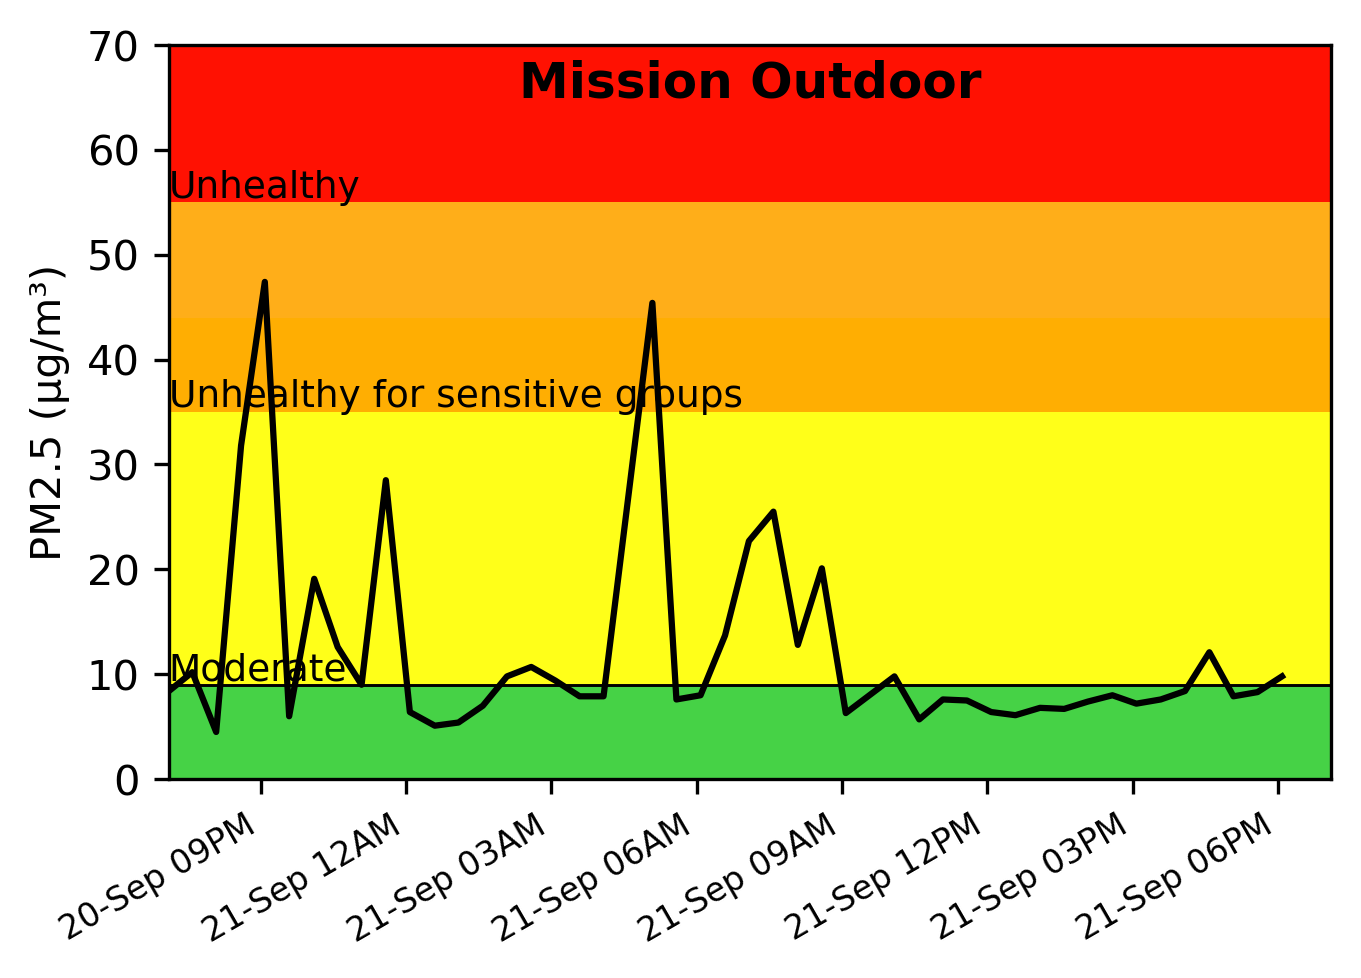 Mission Outdoor
PM2.5 (µg/m³)
70
60
50
40
30
20
10
0
Unhealthy
Unhealthy for sensitive groups
Moderate
20-Sep 09PM
21-Sep 12AM
21-Sep 03AM
21-Sep 06AM
21-Sep 09AM
21-Sep 12PM
21-Sep 03PM
21-Sep 06PM